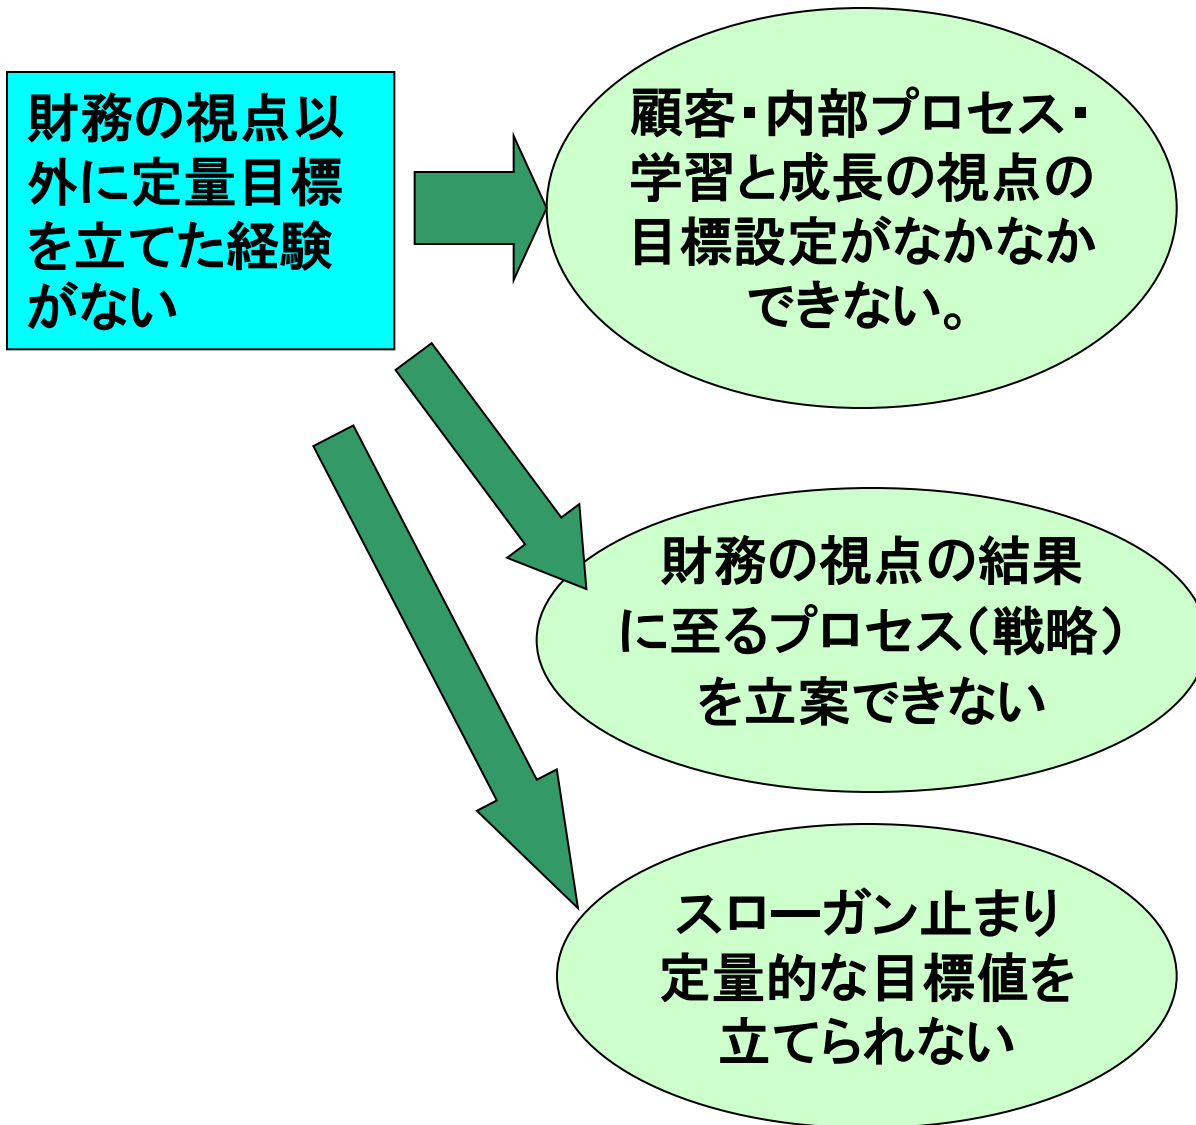 財務の視点以
外に定量目標
を立てた経験
がない
顧客・内部プロセス・
学習と成長の視点の
目標設定がなかなか
できない。
財務の視点の結果
に至るプロセス（戦略）
を立案できない
スローガン止まり
定量的な目標値を
立てられない